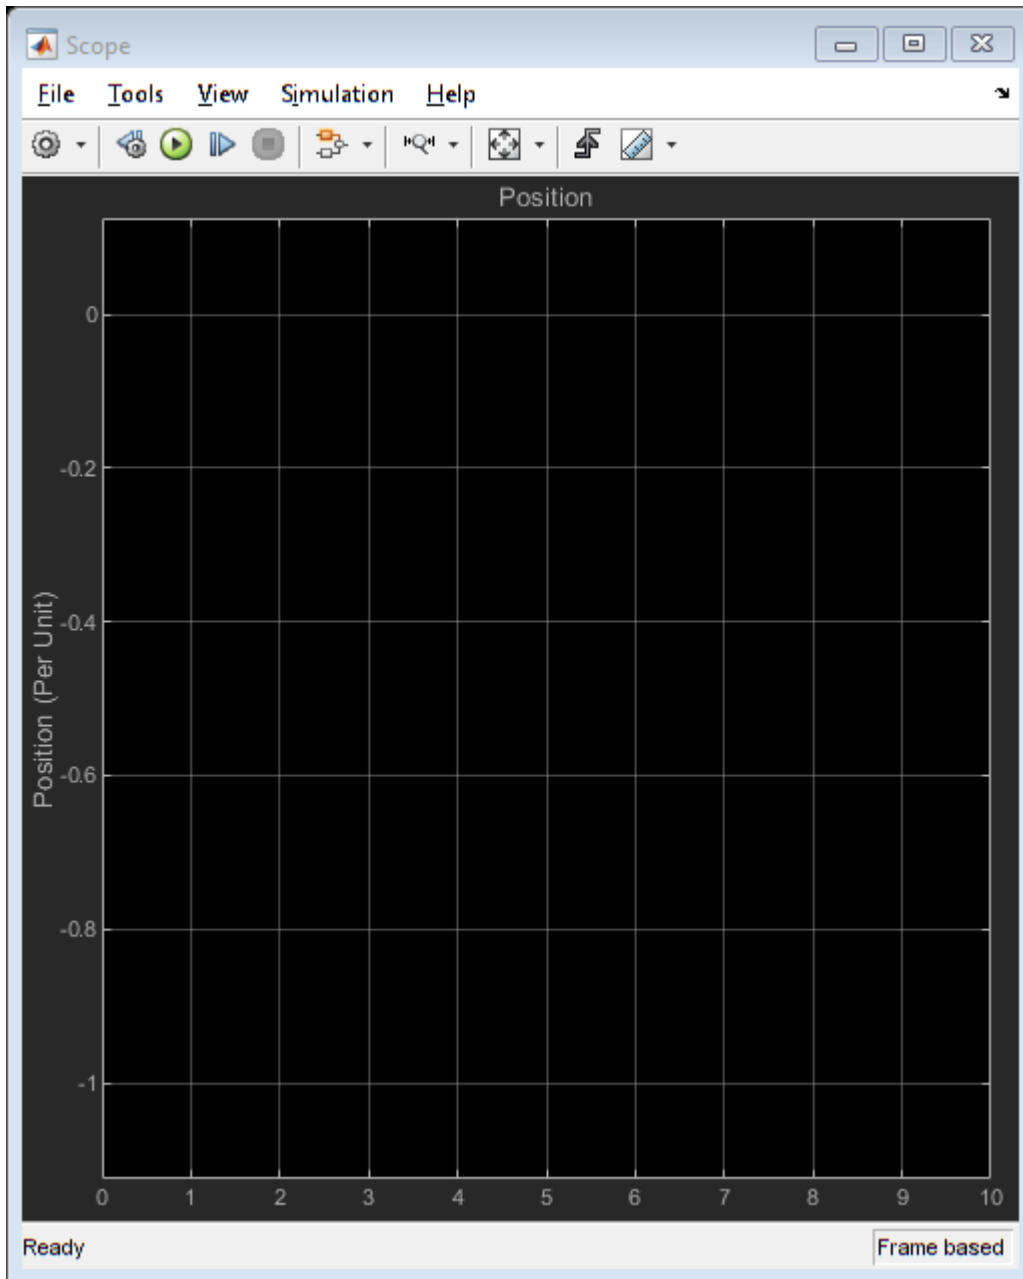 Scope
File Tools View Simulation Help
Position
0
-0.2
-0.4
-0.6
-0.8
-1
Position (Per Unit)
0 1 2 3 4 5 6 7 8 9 10
Ready Frame based